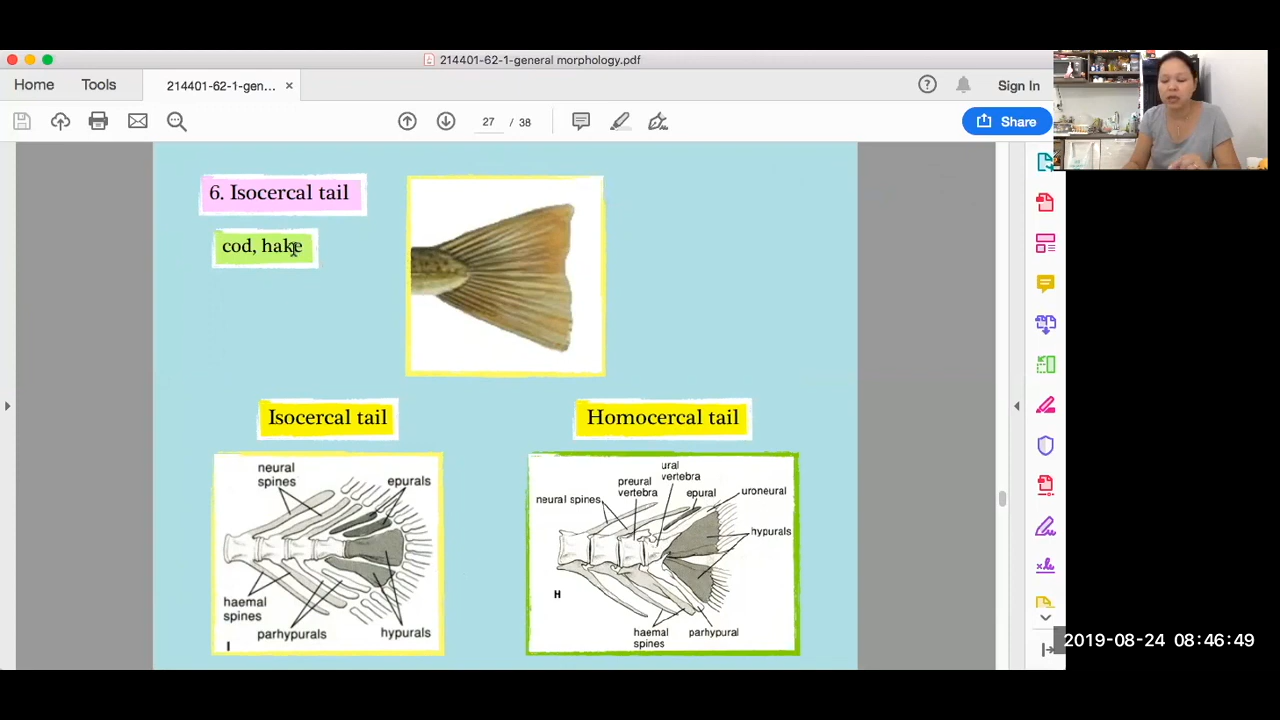 214401-62-1-general morphology.pdf
Home
Tools
214401-62-1-gen...
Sign In
27 / 38
Share
6. Isocercal tail
cod, hake
Isocercal tail
Homocercal tail
neural
spines
epurals
haemal
spines
parhypurals
hypurals
I
ural
vertebra
preural
vertebra
neural spines
epural
uroneural
hypurals
H
haemal
spines
parhypural
2019-08-24 08:46:49